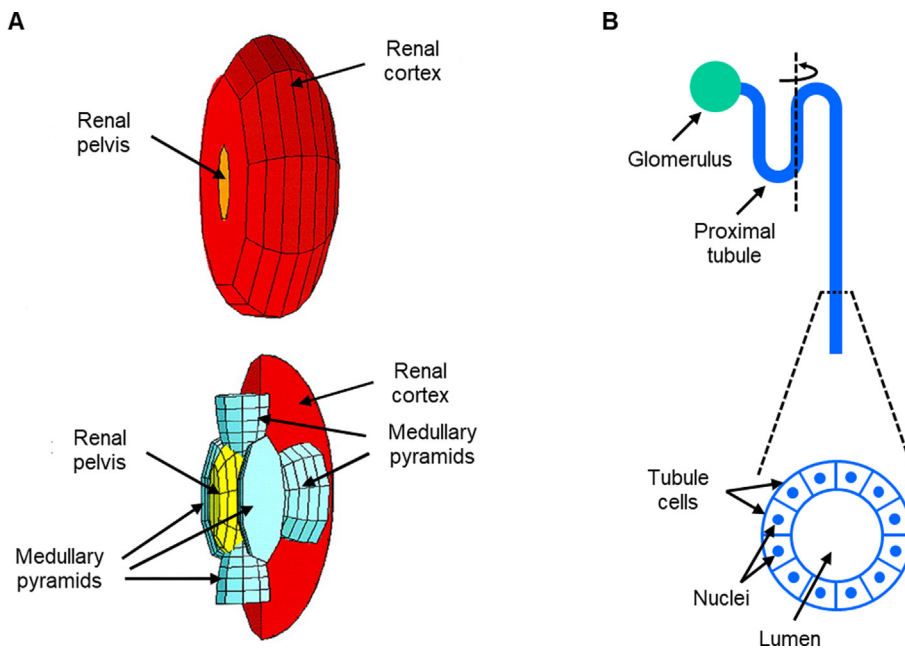 A
Renal
cortex
Renal
pelvis
Renal
cortex
Medullary
pyramids
Renal
pelvis
Medullary
pyramids
B
Glomerulus
Proximal
tubule
Tubule
cells
Nuclei
Lumen